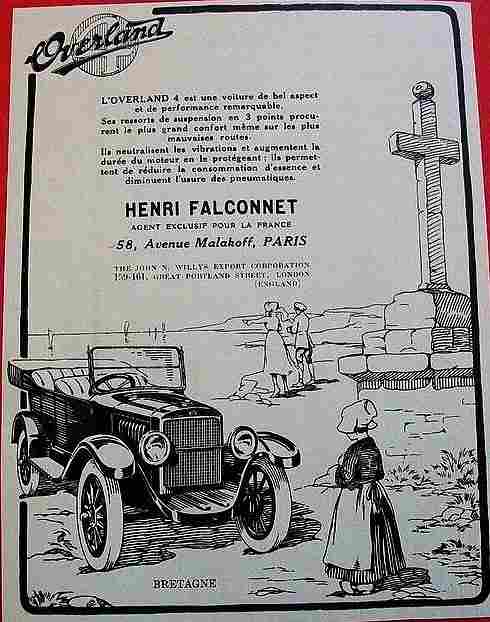 Overland
L'OVERLAND 4 est une voiture de bel aspect
et de performance remarquable.
Ses ressorts de suspension en 3 points procu-
rent le plus grand confort même sur les plus
mauvaises routes.
Ils neutralisent les vibrations et augmentent la
durée du moteur en le protégeant ; ils permet-
tent de réduire la consommation d'essence et
diminuent l'usure des pneumatiques.
HENRI FALCONNET
AGENT EXCLUSIF POUR LA FRANCE
58, Avenue Malakoff, PARIS
THE JOHN N. WILLYS EXPORT CORPORATION
159-161, GREAT PORTLAND STREET, LONDON
(ENGLAND)
BRETAGNE